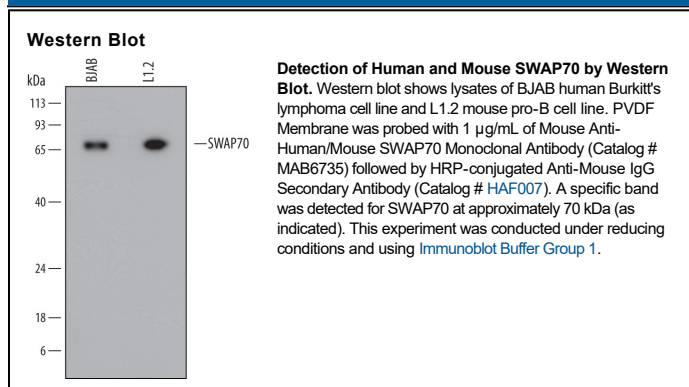 Western Blot
kDa
BJAB
L1.2
113
93
65
40
24
18
6
SWAP70
Detection of Human and Mouse SWAP70 by Western
Blot. Western blot shows lysates of BJAB human Burkitt's
lymphoma cell line and L1.2 mouse pro-B cell line. PVDF
Membrane was probed with 1 µg/mL of Mouse Anti-
Human/Mouse SWAP70 Monoclonal Antibody (Catalog #
MAB6735) followed by HRP-conjugated Anti-Mouse IgG
Secondary Antibody (Catalog # HAF007). A specific band
was detected for SWAP70 at approximately 70 kDa (as
indicated). This experiment was conducted under reducing
conditions and using Immunoblot Buffer Group 1.